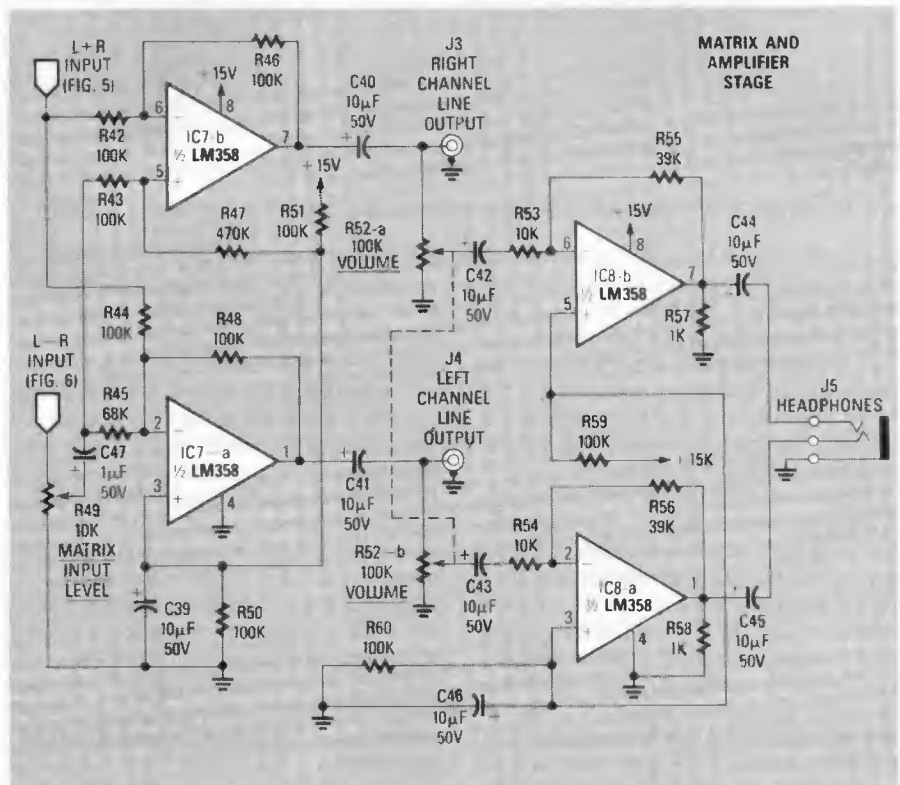 L+R
INPUT
(FIG. 5)
R42
100K
R43
100K
6
5
+15V
8
IC7-b
½ LM358
7
R46
100K
R47
470K
C40
10µF
50V
+15V
R51
100K
J3
RIGHT
CHANNEL
LINE
OUTPUT
R52-a
100K
VOLUME
C42
10µF
50V
MATRIX AND
AMPLIFIER
STAGE
R53
10K
6
5
15V
8
IC8-b
½ LM358
7
R55
39K
R57
1K
C44
10µF
50V
L-R
INPUT
(FIG. 6)
R44
100K
R45
68K
C47
1µF
50V
R49
10K
MATRIX
INPUT
LEVEL
R48
100K
2
3
IC7-a
½ LM358
1
4
C41
10µF
50V
C39
10µF
50V
R50
100K
J4
LEFT
CHANNEL
LINE
OUTPUT
R52-b
100K
VOLUME
C43
10µF
50V
R54
10K
R59
100K
+15K
R56
39K
2
3
IC8-a
½ LM358
1
4
R58
1K
C45
10µF
50V
J5
HEADPHONES
R60
100K
C46
10µF
50V